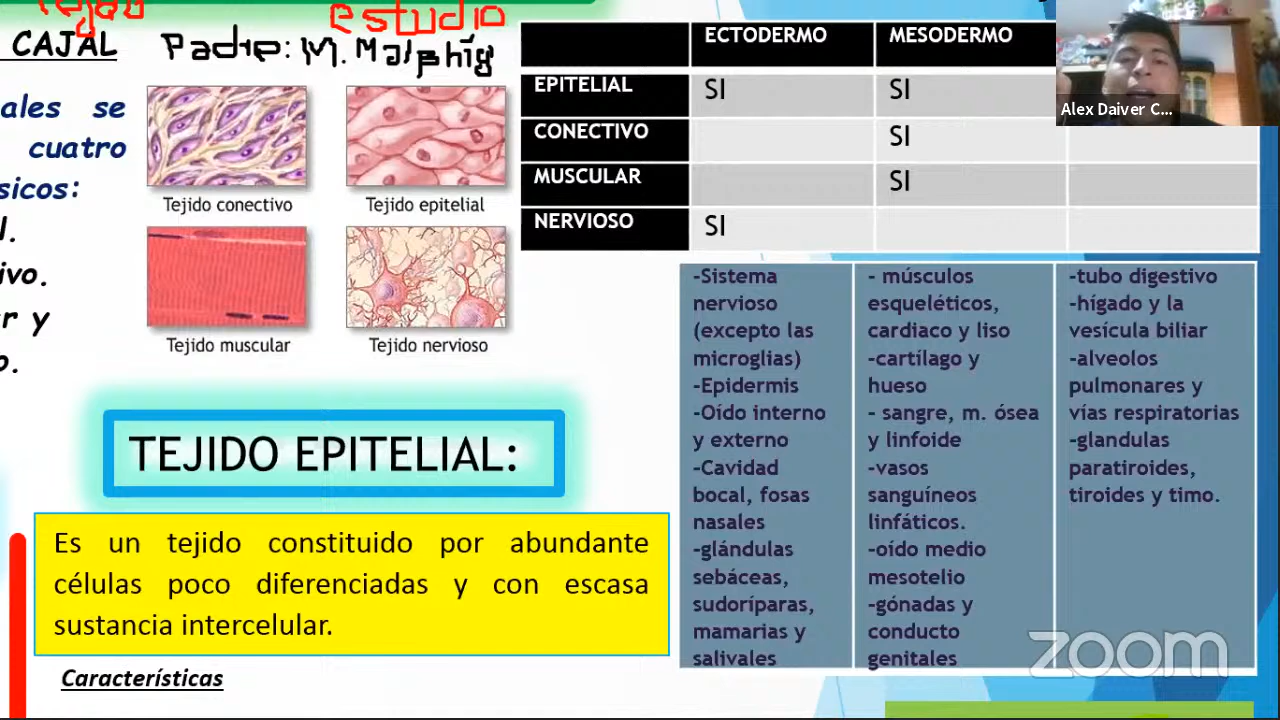 estudio
CAJAL
Padre: M. Malphig
ales se
cuatro
sicos:
l.
ivo.
r y
o.
Tejido conectivo
Tejido epitelial
Tejido muscular
Tejido nervioso
ECTODERMO MESODERMO
EPITELIAL SI SI
CONECTIVO SI
MUSCULAR SI
NERVIOSO SI
Alex Daiver C...
-Sistema
nervioso
(excepto las
microglias)
-Epidermis
-Oído interno
y externo
-Cavidad
bocal, fosas
nasales
-glándulas
sebáceas,
sudoríparas,
mamarias y
salivales
- músculos
esqueléticos,
cardiaco y liso
-cartílago y
hueso
- sangre, m. ósea
y linfoide
-vasos
sanguíneos
linfáticos.
-oído medio
mesotelio
-gónadas y
conducto
genitales
-tubo digestivo
-hígado y la
vesícula biliar
-alveolos
pulmonares y
vías respiratorias
-glandulas
paratiroides,
tiroides y timo.
TEJIDO EPITELIAL:
Es un tejido constituido por abundante
células poco diferenciadas y con escasa
sustancia intercelular.
Características
zoom